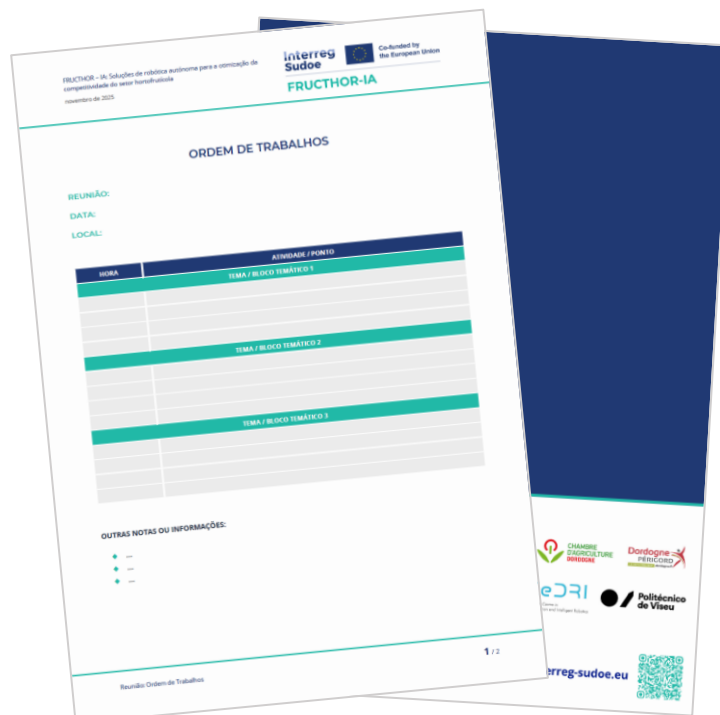 FRUCTHOR – IA: Soluções de robótica autónoma para a otimização da
competitividade do setor hortofrutícola
novembro de 2025
Interreg
Sudoe
Co-funded by
the European Union
FRUCTHOR-IA
ORDEM DE TRABALHOS
REUNIÃO:
DATA:
LOCAL:
HORA
ATIVIDADE / PONTO
TEMA / BLOCO TEMÁTICO 1
TEMA / BLOCO TEMÁTICO 2
TEMA / BLOCO TEMÁTICO 3
OUTRAS NOTAS OU INFORMAÇÕES:
...
...
...
1 / 2
Reunião: Ordem de Trabalhos
CHAMBRE
D'AGRICULTURE
DORDOGNE
Dordogne
PÉRIGORD
eDRI
Politécnico
de Viseu
erreg-sudoe.eu